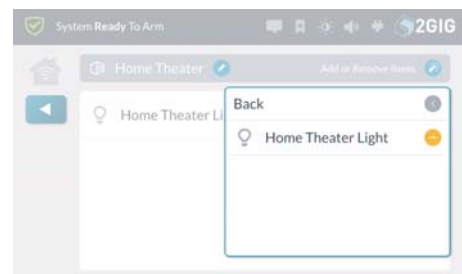 System Ready To Arm
2GIG
Home Theater
Add or Remove Items
Home Theater Li
Back
Home Theater Light